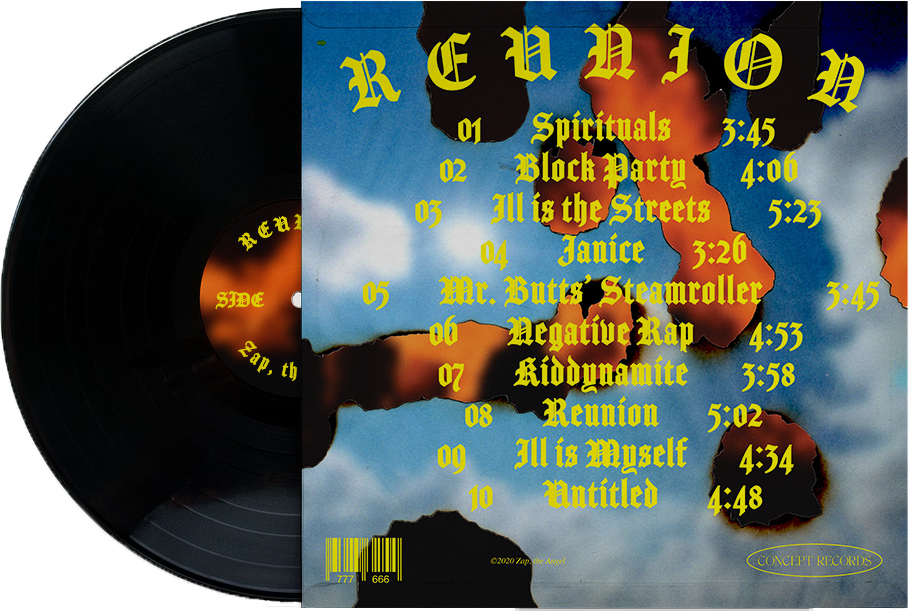 REUNION
01 Spirituals 3:45
02 Block Party 4:06
03 Ill is the Streets 5:23
04 Janice 3:26
05 Mr. Butts' Steamroller 3:45
06 Negative Rap 4:53
07 Kiddynamite 3:58
08 Reunion 5:02
09 Ill is Myself 4:34
10 Untitled 4:48
777 666
©2020 Zap, the Angel
CONCEPT RECORDS
REUN
SIDE
Zap, th